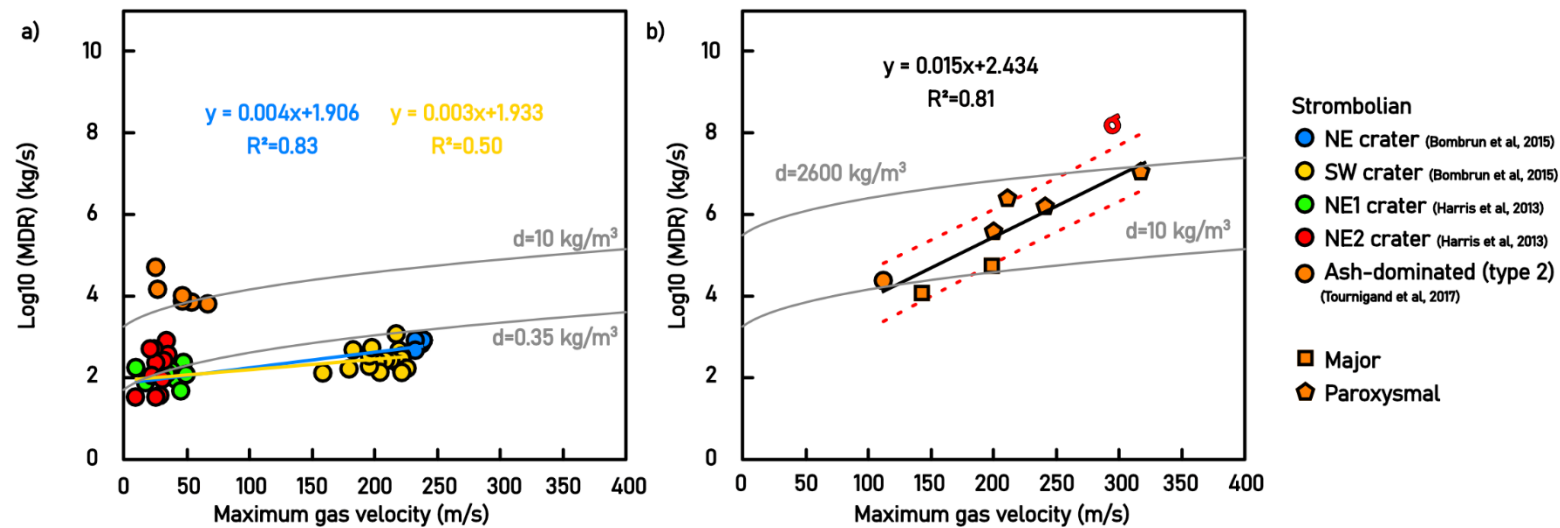 a)
10
8
6
4
2
0
Log10 (MDR) (kg/s)
y = 0.004x+1.906
R²=0.83
y = 0.003x+1.933
R²=0.50
d=10 kg/m³
d=0.35 kg/m³
0 50 100 150 200 250 300 350 400
Maximum gas velocity (m/s)
b)
10
8
6
4
2
0
Log10 (MDR) (kg/s)
y = 0.015x+2.434
R²=0.81
d=2600 kg/m³
d=10 kg/m³
0 50 100 150 200 250 300 350 400
Maximum gas velocity (m/s)
Strombolian
NE crater (Bombrun et al, 2015)
SW crater (Bombrun et al, 2015)
NE1 crater (Harris et al, 2013)
NE2 crater (Harris et al, 2013)
Ash-dominated (type 2)
(Tournigand et al, 2017)
Major
Paroxysmal